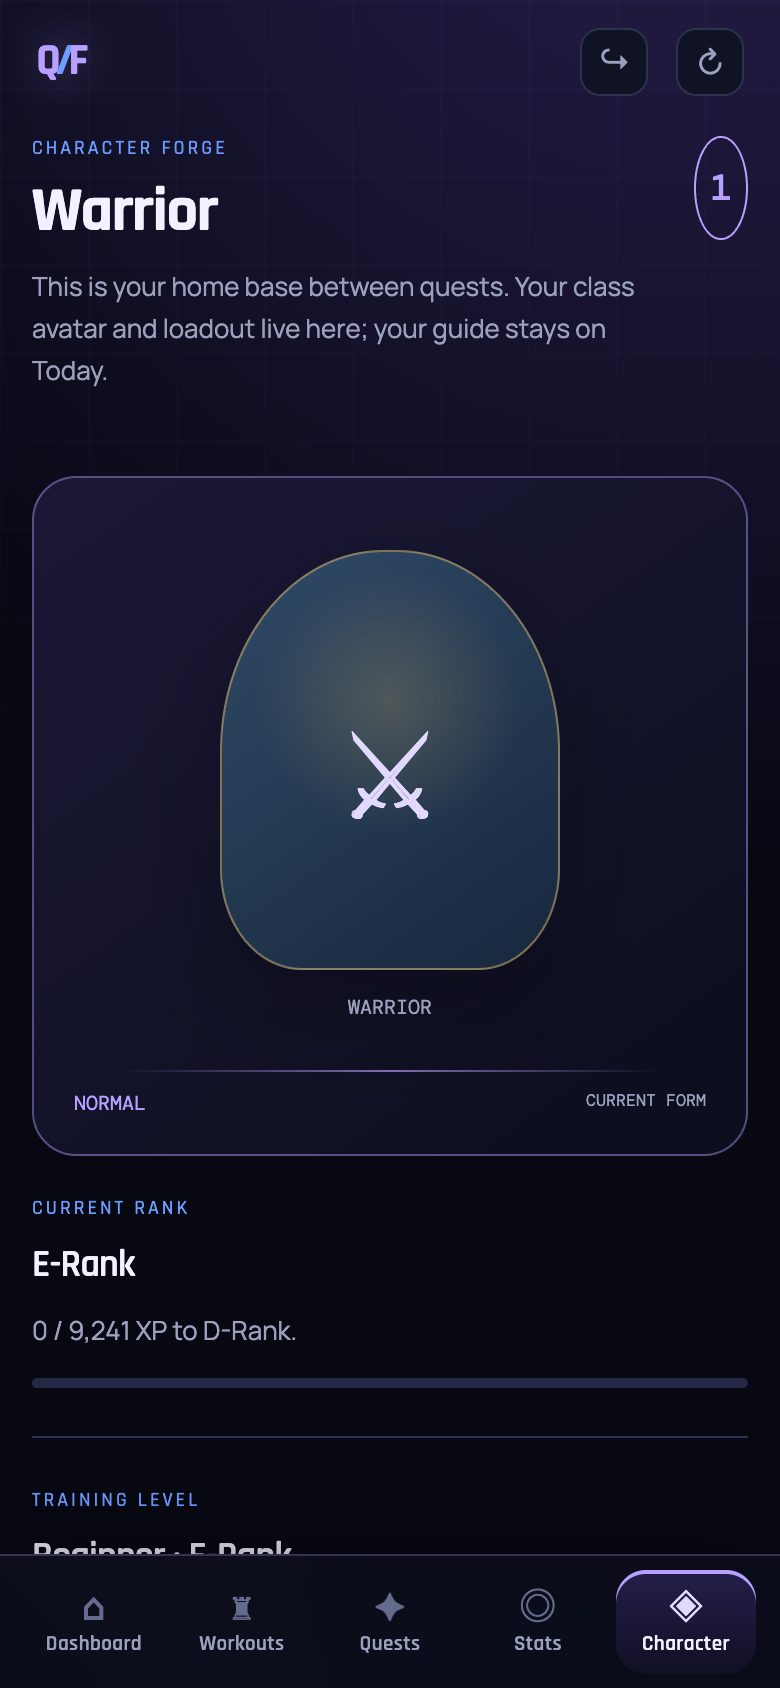 Q/F
CHARACTER FORGE
Warrior
1
This is your home base between quests. Your class
avatar and loadout live here; your guide stays on
Today.
WARRIOR
NORMAL
CURRENT FORM
CURRENT RANK
E-Rank
0 / 9,241 XP to D-Rank.
TRAINING LEVEL
Beginner · E-Rank
Dashboard
Workouts
Quests
Stats
Character